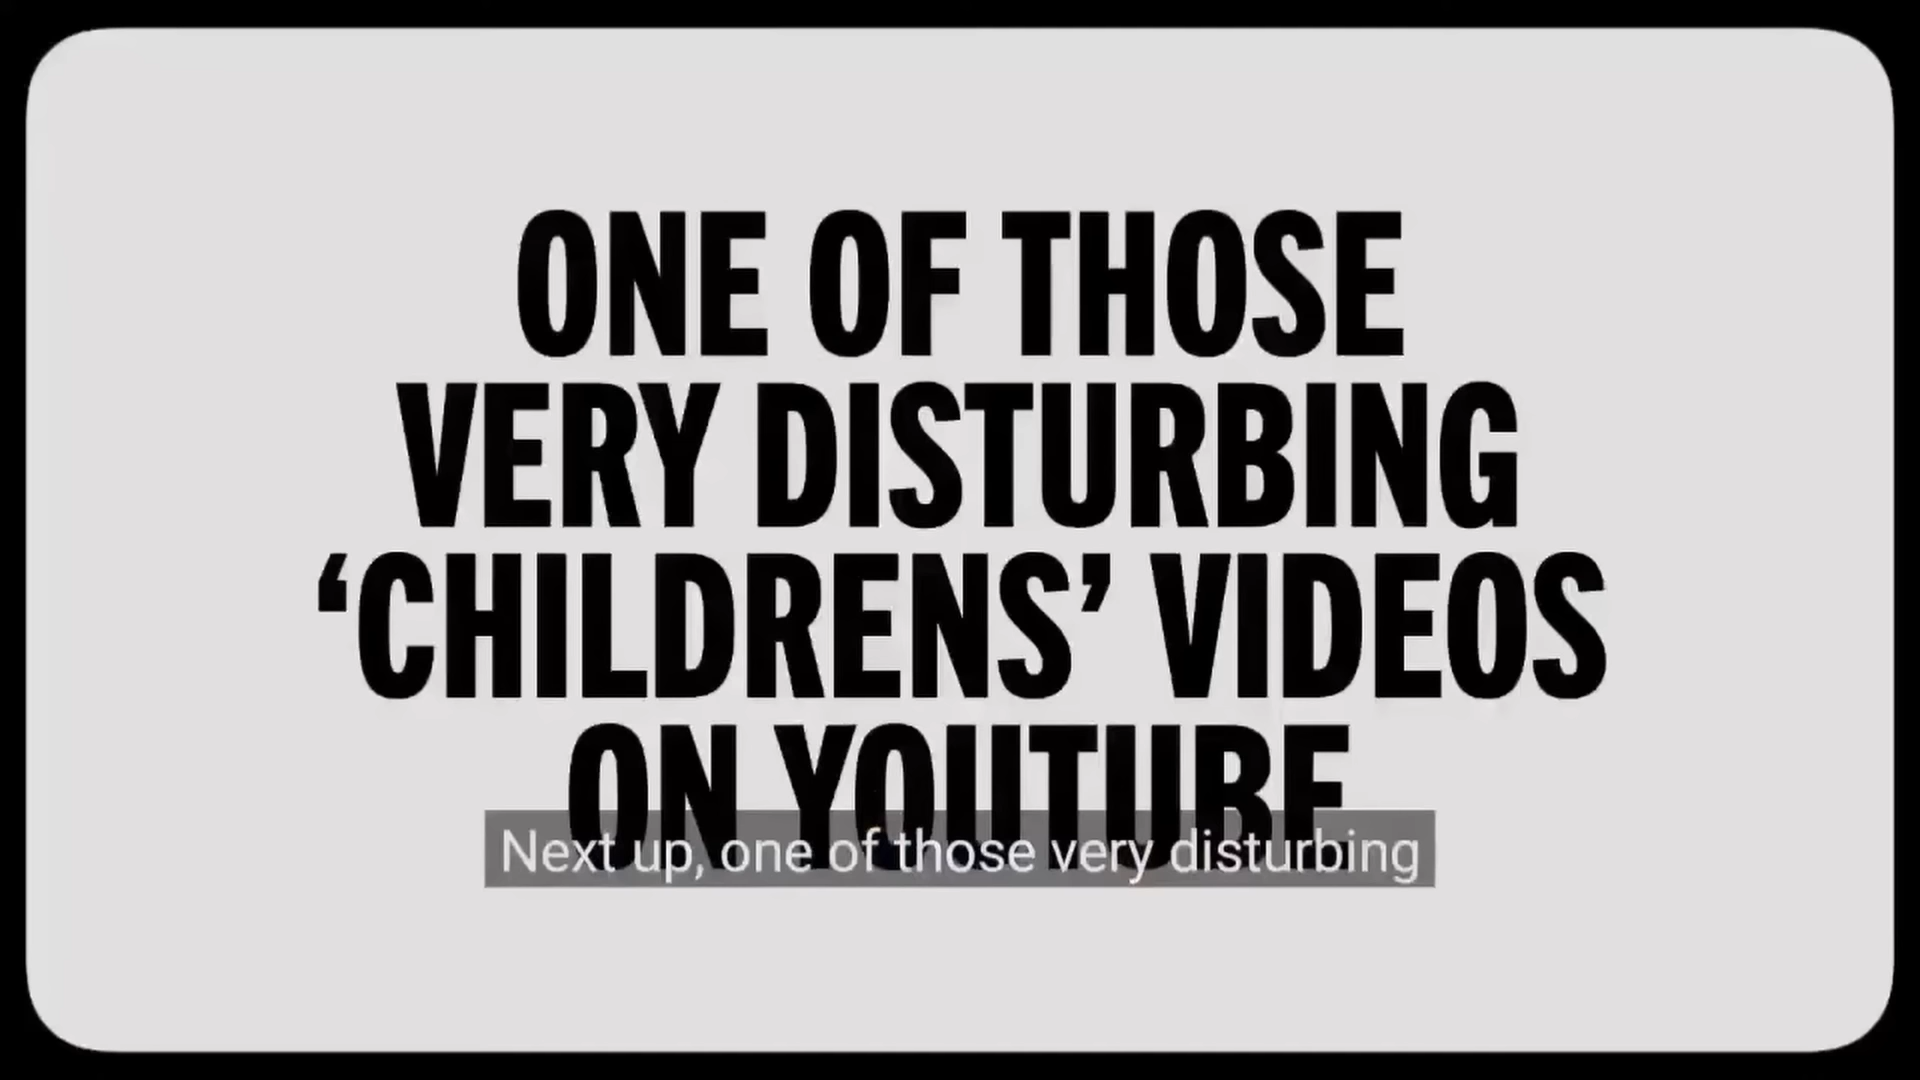 ONE OF THOSE
VERY DISTURBING
‘CHILDRENS’ VIDEOS
ON YOUTUBE
Next up, one of those very disturbing